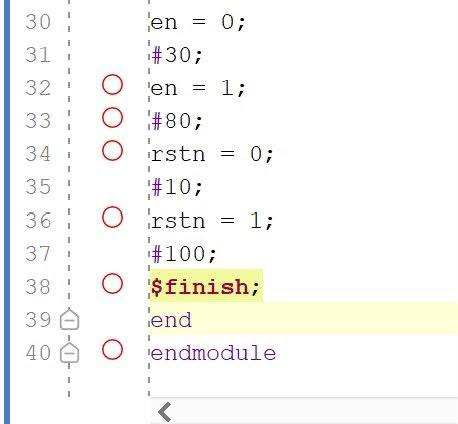 30 en = 0;
31 #30;
32 en = 1;
33 #80;
34 rstn = 0;
35 #10;
36 rstn = 1;
37 #100;
38 $finish;
39 end
40 endmodule